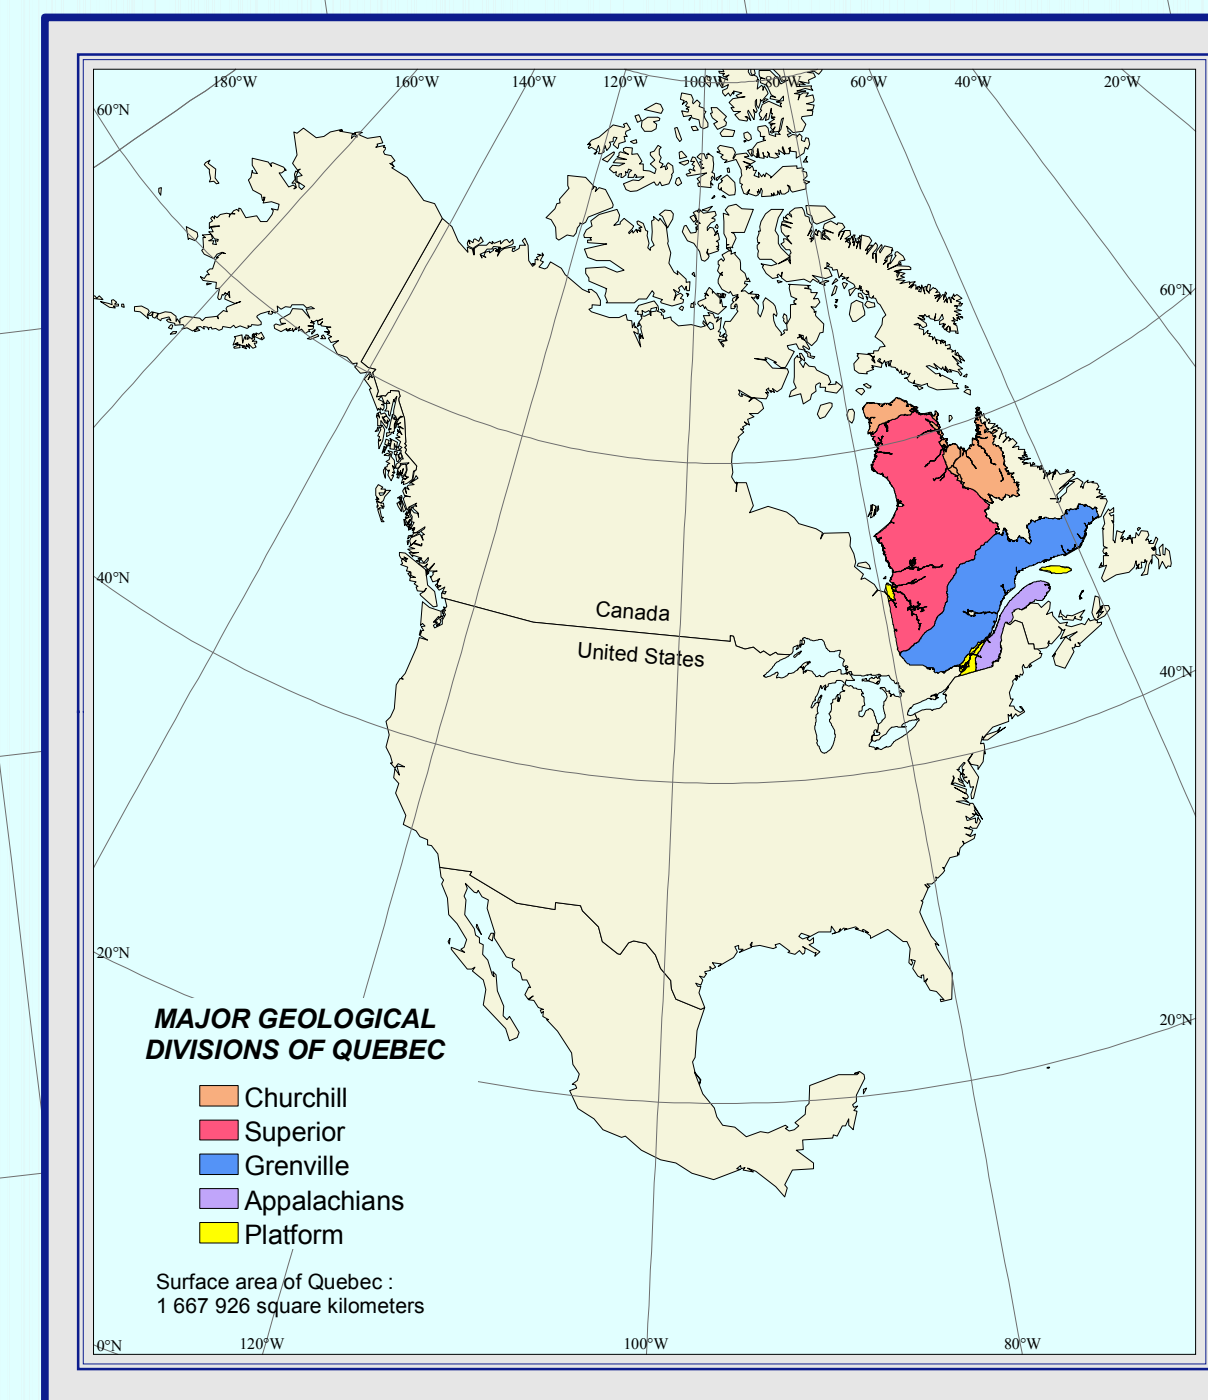 180°W 160°W 140°W 120°W 100°W 80°W 60°W 40°W 20°W
60°N
60°N
40°N
Canada
United States
40°N
20°N
MAJOR GEOLOGICAL
DIVISIONS OF QUEBEC
20°N
Churchill
Superior
Grenville
Appalachians
Platform
Surface area of Quebec :
1 667 926 square kilometers
0°N 120°W 100°W 80°W